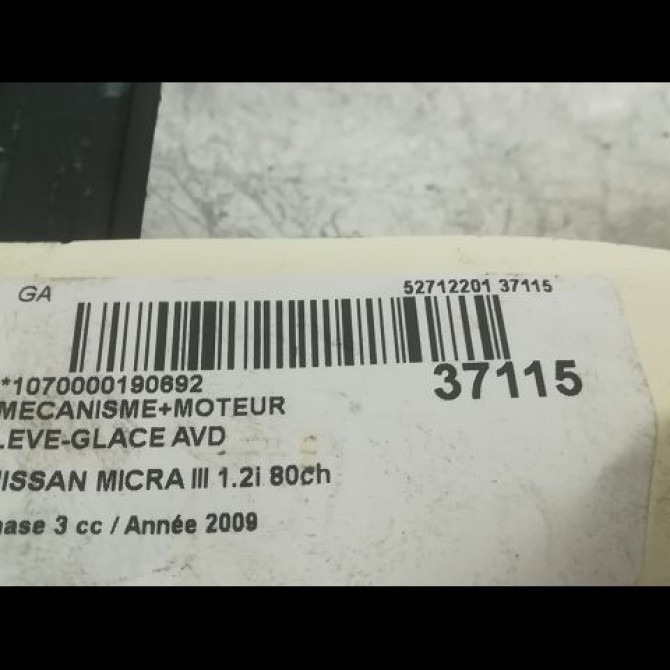 GA
52712201 37115
*1070000190692
37115
MECANISME+MOTEUR
LEVE-GLACE AVD
NISSAN MICRA III 1.2i 80ch
hase 3 cc / Année 2009